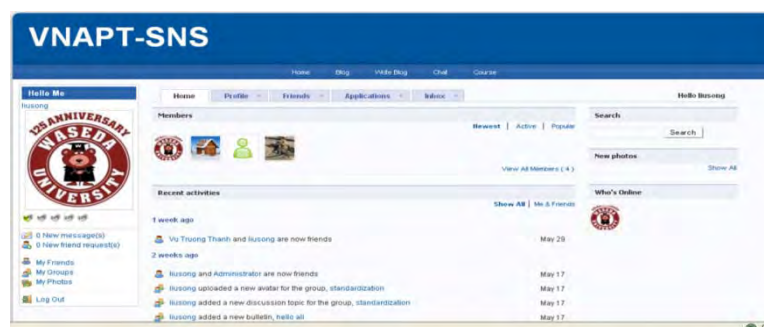 VNAPT-SNS
Home Blog Write Blog Chat Course
Hello Me
liusong
125 ANNIVERSARY
WASEDA
UNIVERSITY
0 New message(s)
0 New friend request(s)
My Friends
My Groups
My Photos
Log Out
Home Profile Friends Applications Inbox
Hello liusong
Members
Newest | Active | Popular
View All Members ( 4 )
Recent activities
Show All | Me & Friends
1 week ago
Vu Truong Thanh and liusong are now friends May 29
2 weeks ago
liusong and Administrator are now friends May 17
liusong uploaded a new avatar for the group, standardization May 17
liusong added a new discussion topic for the group, standardization May 17
liusong added a new bulletin, hello all May 17
Search
Search
New photos
Show All
Who's Online